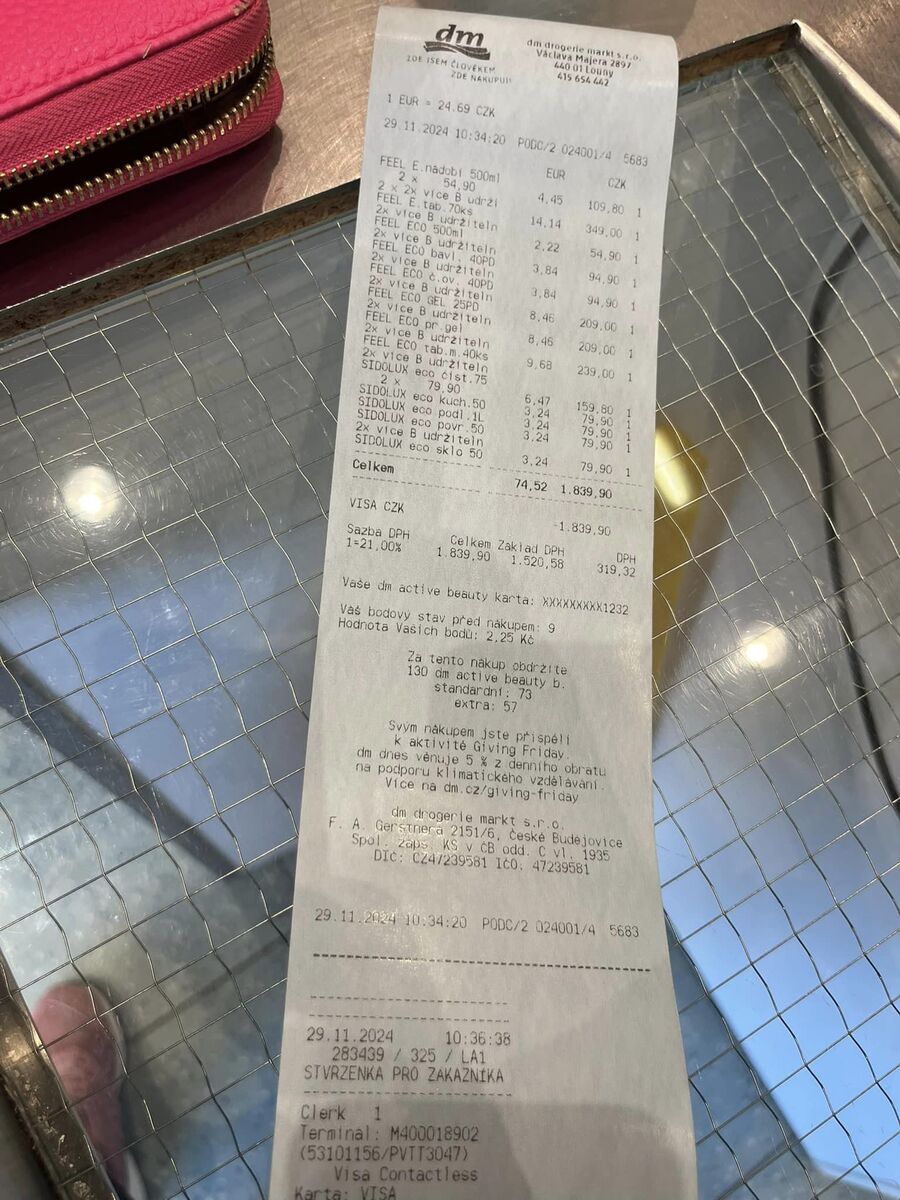 dm
ZDE JSEM ČLOVĚKEM
ZDE NAKUPUJI
dm drogerie markt s.r.o.
Václava Majera 2897
440 01 Louny
415 654 442
1 EUR = 24.69 CZK
29.11.2024 10:34:20 PODC/2 024001/4 5683
EUR CZK
FEEL E.nádobí 500ml
2 x 54,90 4,45 109,80 1
2 x 2x více B udrži
FEEL E.tab.70ks 14,14 349,00 1
2x více B udržiteln
FEEL ECO 500ml 2,22 54,90 1
2x více B udržiteln
FEEL ECO bavl. 40PD 3,84 94,90 1
2x více B udržiteln
FEEL ECO č.ov. 40PD 3,84 94,90 1
2x více B udržiteln
FEEL ECO GEL 25PD 8,46 209,00 1
2x více B udržiteln
FEEL ECO pr.gel 8,46 209,00 1
2x více B udržiteln
FEEL ECO tab.m.40ks 9,68 239,00 1
2x více B udržiteln
SIDOLUX eco čist.75
2 x 79,90 6,47 159,80 1
SIDOLUX eco kuch.50 3,24 79,90 1
SIDOLUX eco podl.1L 3,24 79,90 1
SIDOLUX eco povr.50 3,24 79,90 1
2x více B udržiteln
SIDOLUX eco sklo 50 3,24 79,90 1
Celkem 74,52 1.839,90
VISA CZK -1.839,90
Sazba DPH Celkem Základ DPH DPH
1=21,00% 1.839,90 1.520,58 319,32
Vaše dm active beauty karta: XXXXXXXXX1232
Váš bodový stav před nákupem: 9
Hodnota Vašich bodů: 2,25 Kč
Za tento nákup obdržíte
130 dm active beauty b.
standardní: 73
extra: 57
Svým nákupem jste přispěli
k aktivitě Giving Friday.
dm dnes věnuje 5 % z denního obratu
na podporu klimatického vzdělávání.
Více na dm.cz/giving-friday
dm drogerie markt s.r.o.
F. A. Gerstnera 2151/6, České Budějovice
Spol. záps. KS v ČB odd. C vl. 1935
DIČ: CZ47239581 IČO: 47239581
29.11.2024 10:34:20 PODC/2 024001/4 5683
29.11.2024 10:36:38
283439 / 325 / LA1
STVRZENKA PRO ZÁKAZNÍKA
Clerk 1
Terminal: M400018902
(53101156/PVTT3047)
Visa Contactless
Karta: VISA